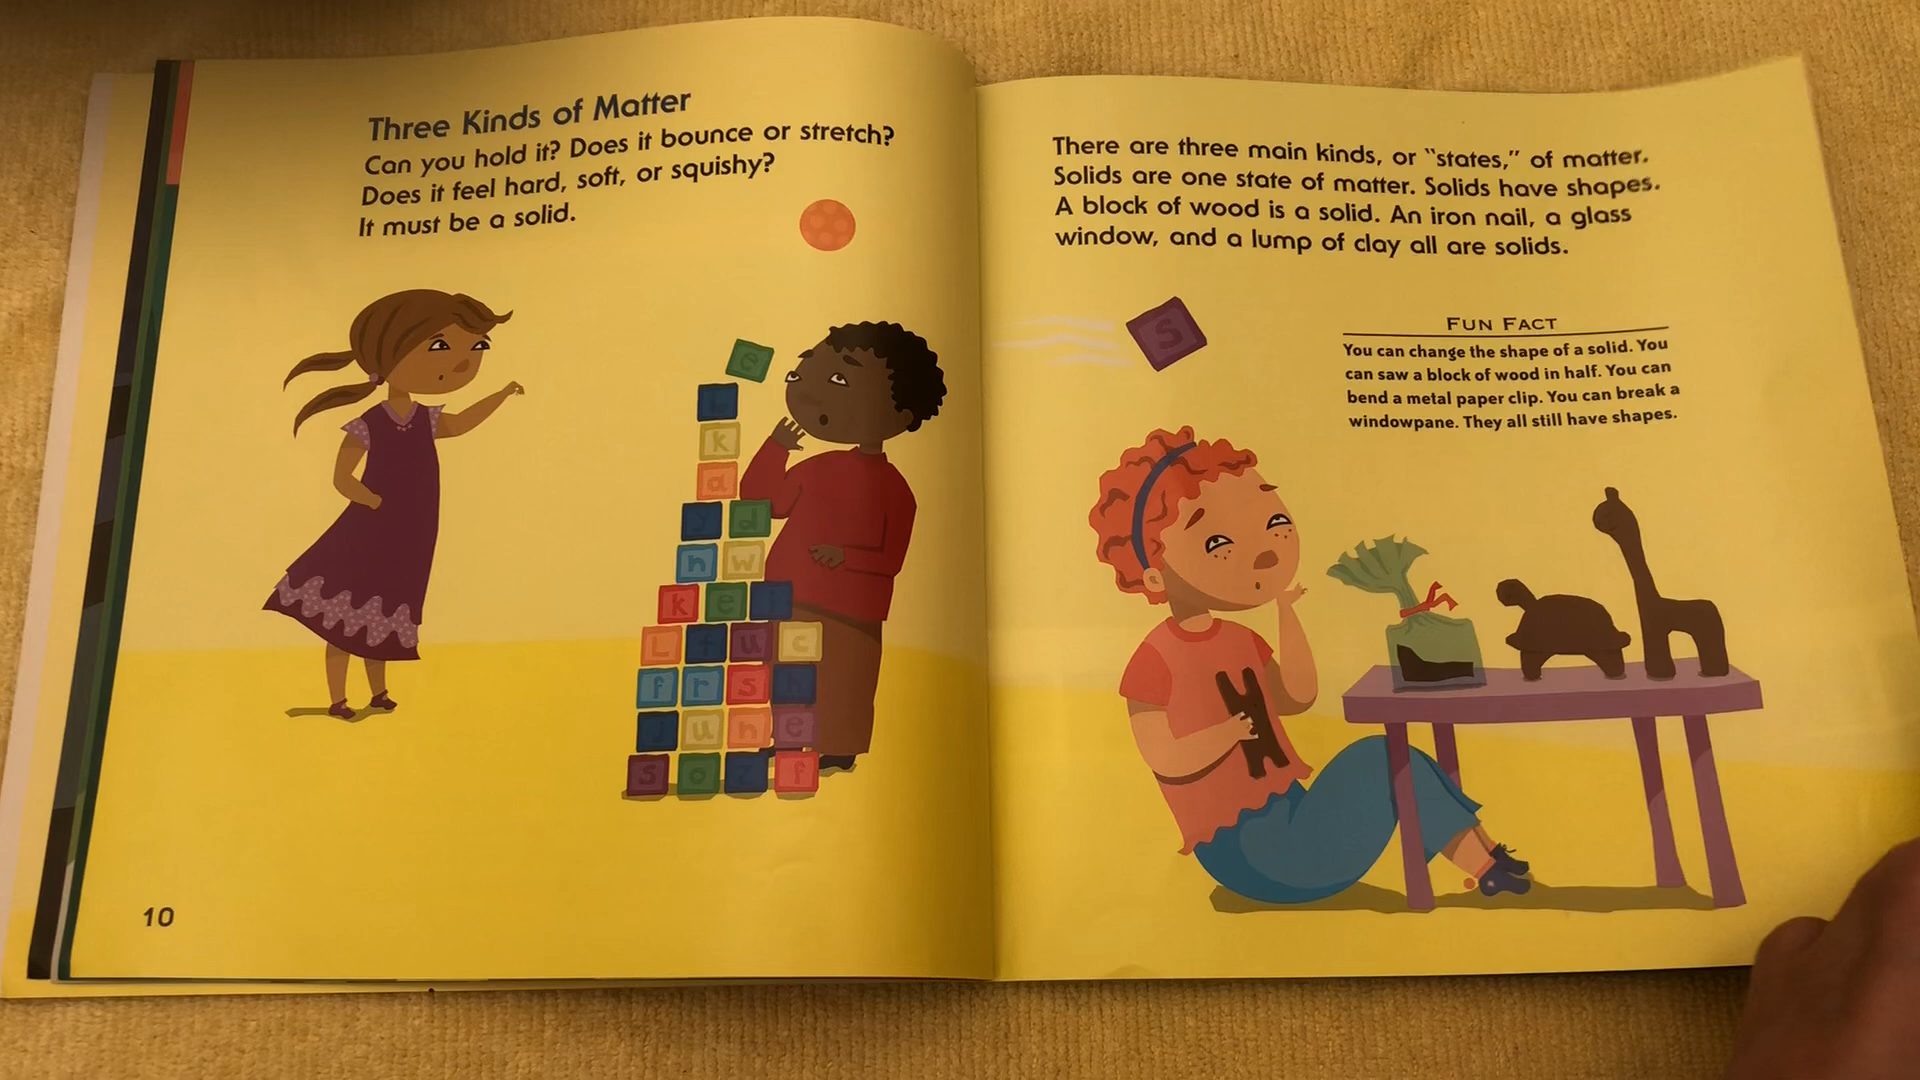 Three Kinds of Matter
Can you hold it? Does it bounce or stretch?
Does it feel hard, soft, or squishy?
It must be a solid.
e
k
a
y d
n w
k e i
L t u c
f r s h
j u n e
s o z f
10
There are three main kinds, or "states," of matter.
Solids are one state of matter. Solids have shapes.
A block of wood is a solid. An iron nail, a glass
window, and a lump of clay all are solids.
S
FUN FACT
You can change the shape of a solid. You
can saw a block of wood in half. You can
bend a metal paper clip. You can break a
windowpane. They all still have shapes.